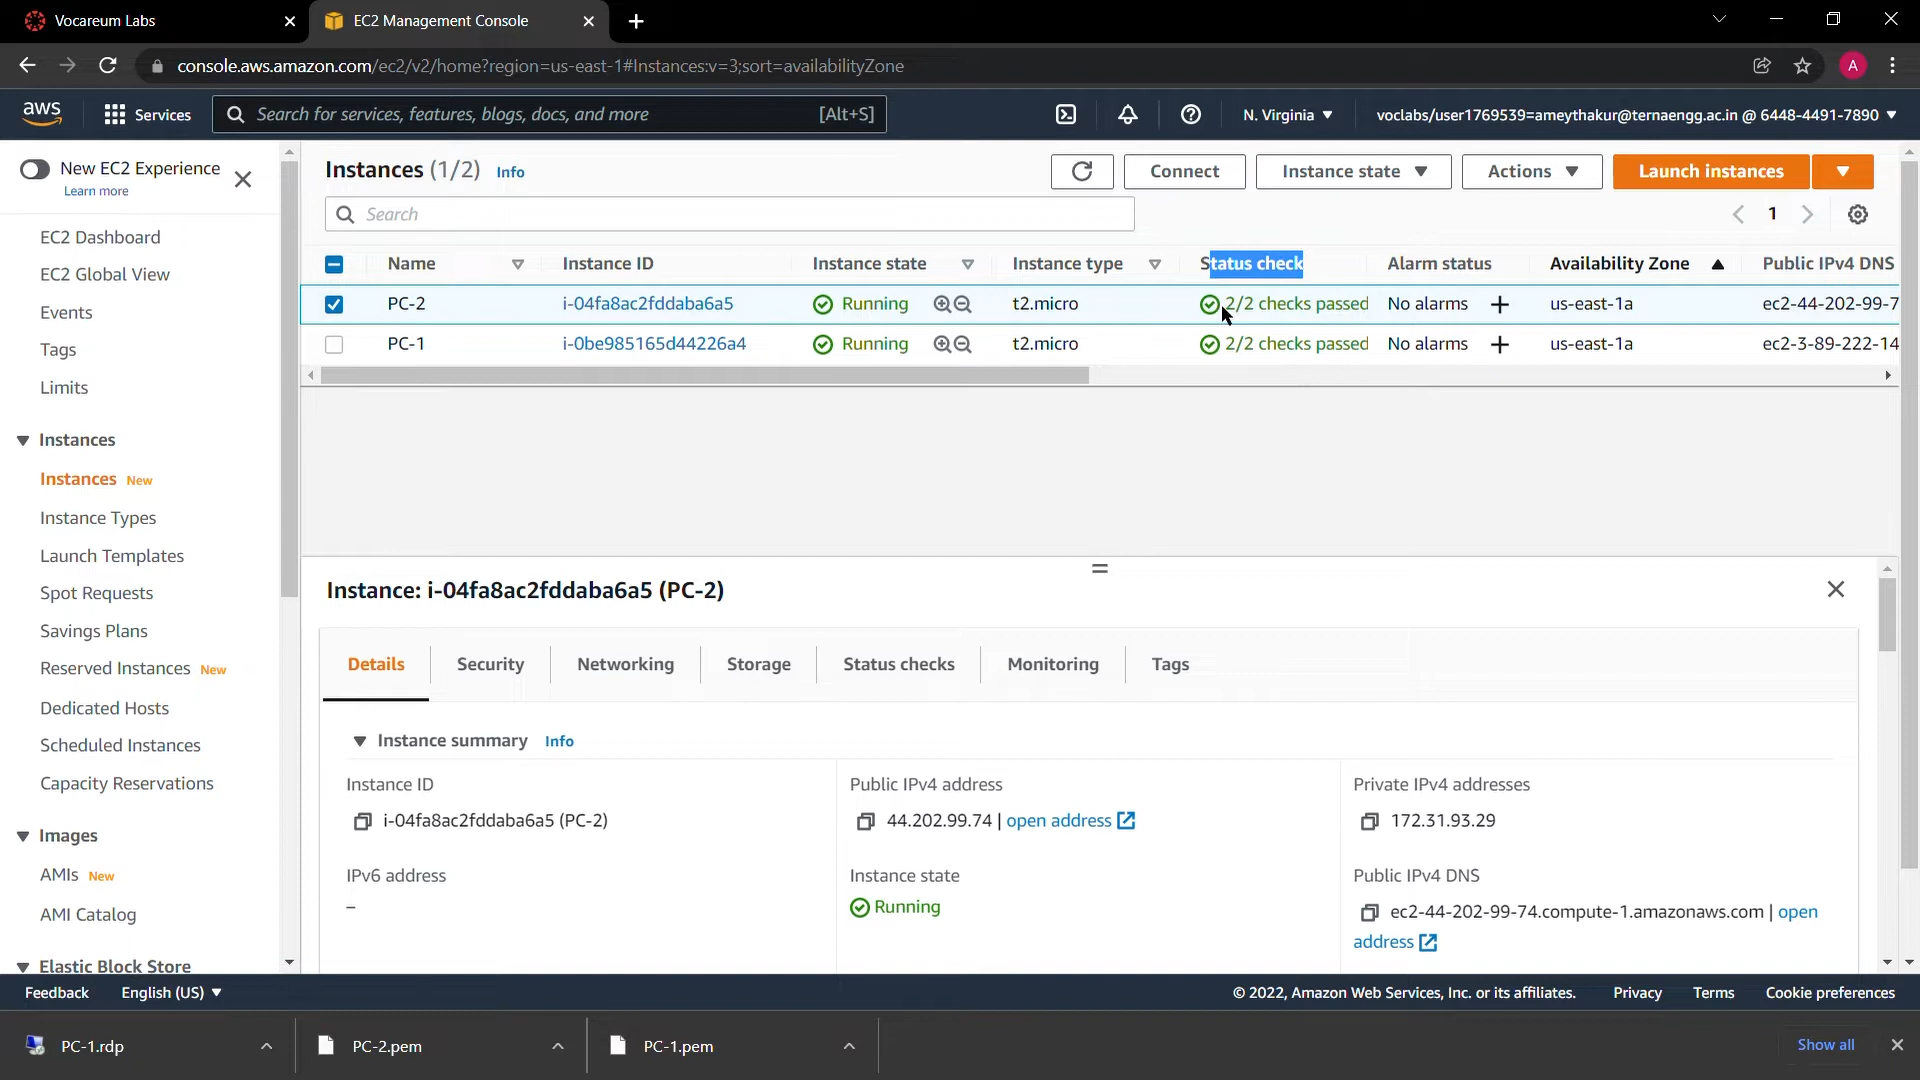 Vocareum Labs
EC2 Management Console
console.aws.amazon.com/ec2/v2/home?region=us-east-1#Instances:v=3;sort=availabilityZone
A
aws
Services
Search for services, features, blogs, docs, and more [Alt+S]
N. Virginia
voclabs/user1769539=ameythakur@ternaengg.ac.in @ 6448-4491-7890
New EC2 Experience
Learn more
EC2 Dashboard
EC2 Global View
Events
Tags
Limits
Instances
Instances New
Instance Types
Launch Templates
Spot Requests
Savings Plans
Reserved Instances New
Dedicated Hosts
Scheduled Instances
Capacity Reservations
Images
AMIs New
AMI Catalog
Elastic Block Store
Instances (1/2) Info
Connect
Instance state
Actions
Launch instances
Search
1
Name Instance ID Instance state Instance type Status check Alarm status Availability Zone Public IPv4 DNS
PC-2 i-04fa8ac2fddaba6a5 Running t2.micro 2/2 checks passed No alarms + us-east-1a ec2-44-202-99-7
PC-1 i-0be985165d44226a4 Running t2.micro 2/2 checks passed No alarms + us-east-1a ec2-3-89-222-14
Instance: i-04fa8ac2fddaba6a5 (PC-2)
Details Security Networking Storage Status checks Monitoring Tags
Instance summary Info
Instance ID
i-04fa8ac2fddaba6a5 (PC-2)
Public IPv4 address
44.202.99.74 | open address
Private IPv4 addresses
172.31.93.29
IPv6 address
–
Instance state
Running
Public IPv4 DNS
ec2-44-202-99-74.compute-1.amazonaws.com | open
address
Feedback English (US) © 2022, Amazon Web Services, Inc. or its affiliates. Privacy Terms Cookie preferences
PC-1.rdp
PC-2.pem
PC-1.pem
Show all